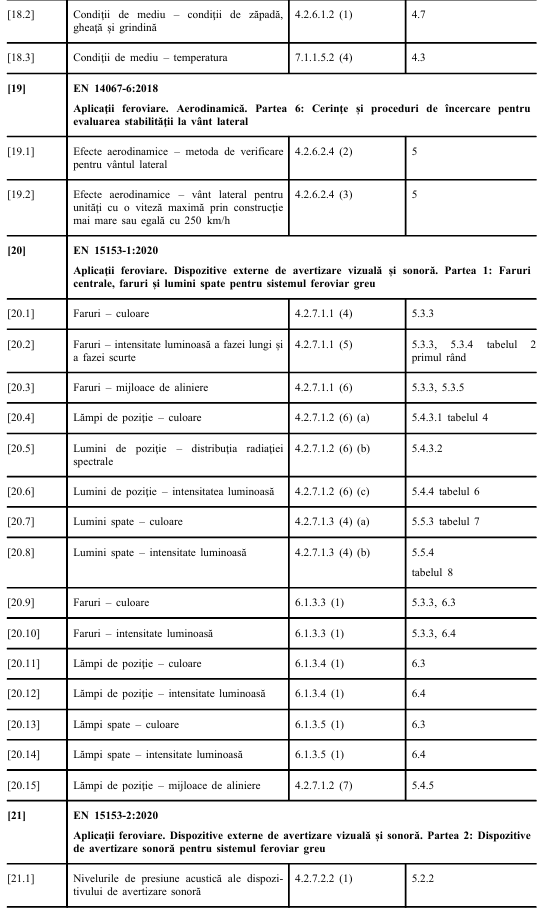 [18.2] Condiții de mediu – condiții de zăpadă, 4.2.6.1.2 (1) 4.7
gheață și grindină
[18.3] Condiții de mediu – temperatura 7.1.1.5.2 (4) 4.3
[19] EN 14067-6:2018
Aplicații feroviare. Aerodinamică. Partea 6: Cerințe și proceduri de încercare pentru
evaluarea stabilității la vânt lateral
[19.1] Efecte aerodinamice – metoda de verificare 4.2.6.2.4 (2) 5
pentru vântul lateral
[19.2] Efecte aerodinamice – vânt lateral pentru 4.2.6.2.4 (3) 5
unități cu o viteză maximă prin construcție
mai mare sau egală cu 250 km/h
[20] EN 15153-1:2020
Aplicații feroviare. Dispozitive externe de avertizare vizuală și sonoră. Partea 1: Faruri
centrale, faruri și lumini spate pentru sistemul feroviar greu
[20.1] Faruri – culoare 4.2.7.1.1 (4) 5.3.3
[20.2] Faruri – intensitate luminoasă a fazei lungi și 4.2.7.1.1 (5) 5.3.3, 5.3.4 tabelul 2
a fazei scurte primul rând
[20.3] Faruri – mijloace de aliniere 4.2.7.1.1 (6) 5.3.3, 5.3.5
[20.4] Lămpi de poziție – culoare 4.2.7.1.2 (6) (a) 5.4.3.1 tabelul 4
[20.5] Lumini de poziție – distribuția radiației 4.2.7.1.2 (6) (b) 5.4.3.2
spectrale
[20.6] Lumini de poziție – intensitatea luminoasă 4.2.7.1.2 (6) (c) 5.4.4 tabelul 6
[20.7] Lumini spate – culoare 4.2.7.1.3 (4) (a) 5.5.3 tabelul 7
[20.8] Lumini spate – intensitate luminoasă 4.2.7.1.3 (4) (b) 5.5.4
tabelul 8
[20.9] Faruri – culoare 6.1.3.3 (1) 5.3.3, 6.3
[20.10] Faruri – intensitate luminoasă 6.1.3.3 (1) 5.3.3, 6.4
[20.11] Lămpi de poziție – culoare 6.1.3.4 (1) 6.3
[20.12] Lămpi de poziție – intensitate luminoasă 6.1.3.4 (1) 6.4
[20.13] Lămpi spate – culoare 6.1.3.5 (1) 6.3
[20.14] Lămpi spate – intensitate luminoasă 6.1.3.5 (1) 6.4
[20.15] Lămpi de poziție – mijloace de aliniere 4.2.7.1.2 (7) 5.4.5
[21] EN 15153-2:2020
Aplicații feroviare. Dispozitive externe de avertizare vizuală și sonoră. Partea 2: Dispozitive
de avertizare sonoră pentru sistemul feroviar greu
[21.1] Nivelurile de presiune acustică ale dispozi- 4.2.7.2.2 (1) 5.2.2
tivului de avertizare sonoră